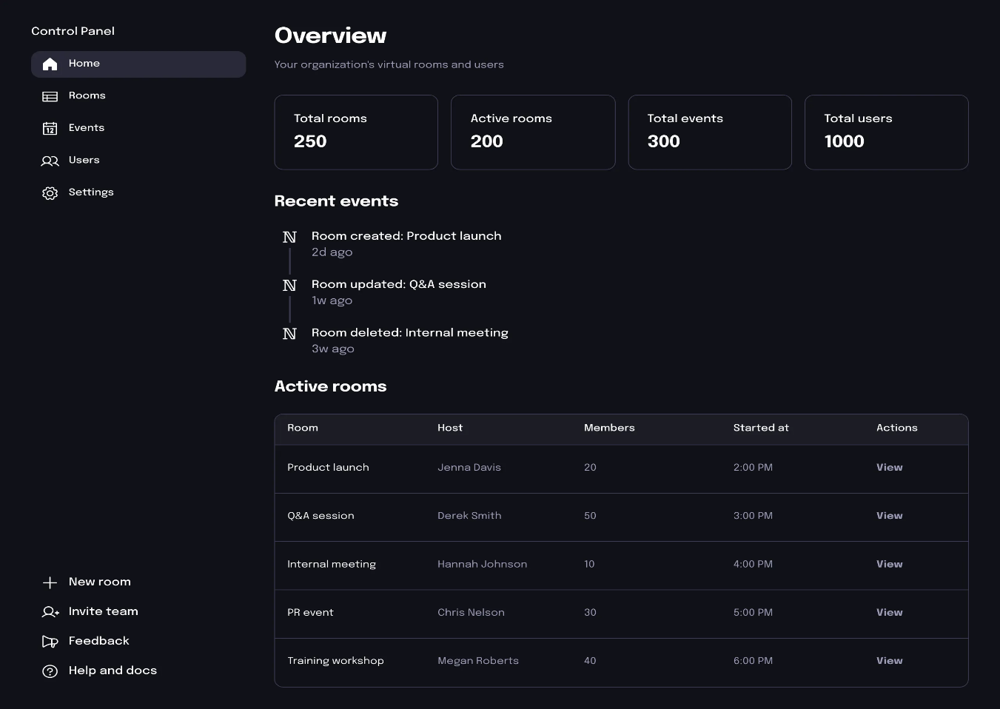 Control Panel
Home
Rooms
12
Events
Users
Settings
New room
Invite team
Feedback
Help and docs
Overview
Your organization's virtual rooms and users
Total rooms
250
Active rooms
200
Total events
300
Total users
1000
Recent events
N
Room created: Product launch
2d ago
N
Room updated: Q&A session
1w ago
N
Room deleted: Internal meeting
3w ago
Active rooms
Room Host Members Started at Actions
Product launch Jenna Davis 20 2:00 PM View
Q&A session Derek Smith 50 3:00 PM View
Internal meeting Hannah Johnson 10 4:00 PM View
PR event Chris Nelson 30 5:00 PM View
Training workshop Megan Roberts 40 6:00 PM View